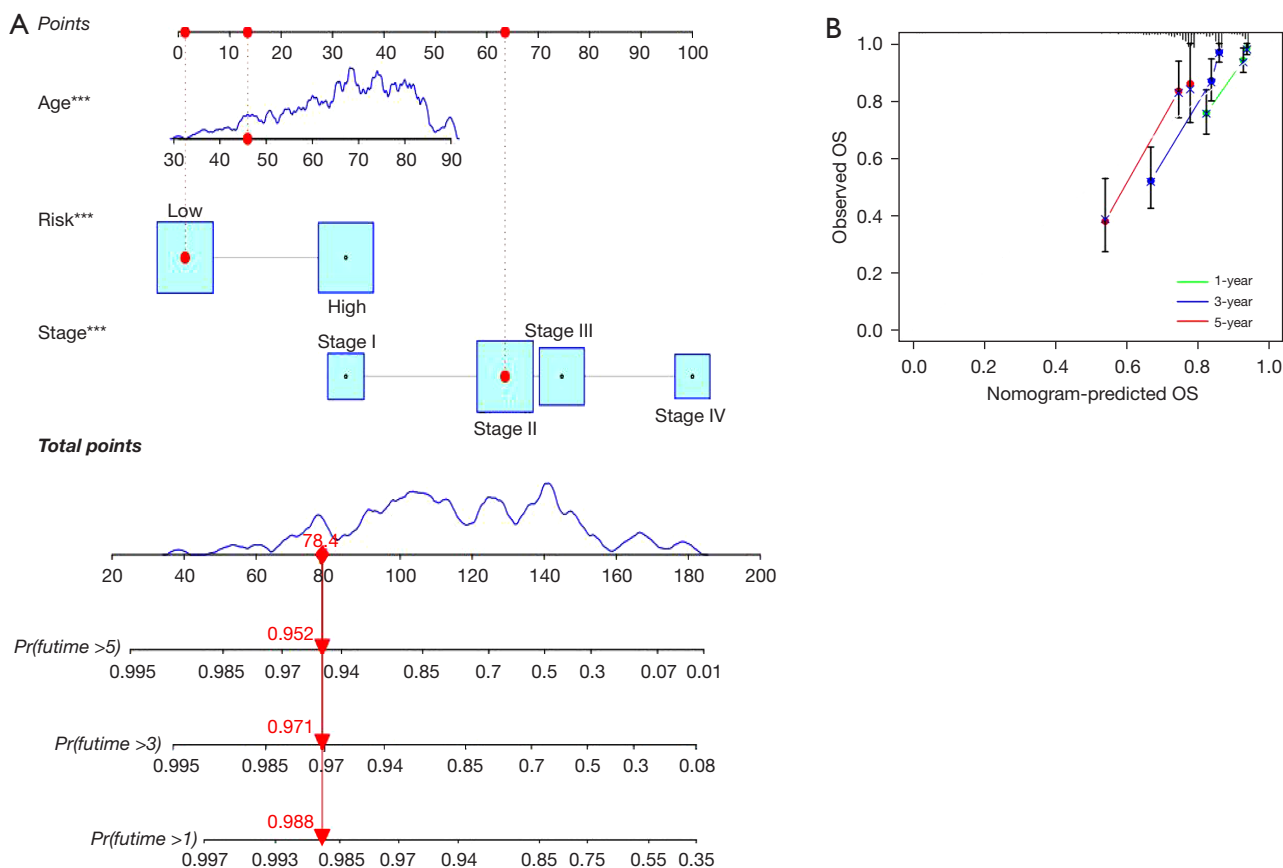 A
Points
0 10 20 30 40 50 60 70 80 90 100
Age***
30 40 50 60 70 80 90
Risk***
Low
High
Stage***
Stage I
Stage II
Stage III
Stage IV
Total points
78.4
20 40 60 80 100 120 140 160 180 200
Pr(futime >5)
0.952
0.995 0.985 0.97 0.94 0.85 0.7 0.5 0.3 0.07 0.01
Pr(futime >3)
0.971
0.995 0.985 0.97 0.94 0.85 0.7 0.5 0.3 0.08
Pr(futime >1)
0.988
0.997 0.993 0.985 0.97 0.94 0.85 0.75 0.55 0.35
B
Observed OS
1.0
0.8
0.6
0.4
0.2
0.0
1-year
3-year
5-year
0.0 0.2 0.4 0.6 0.8 1.0
Nomogram-predicted OS